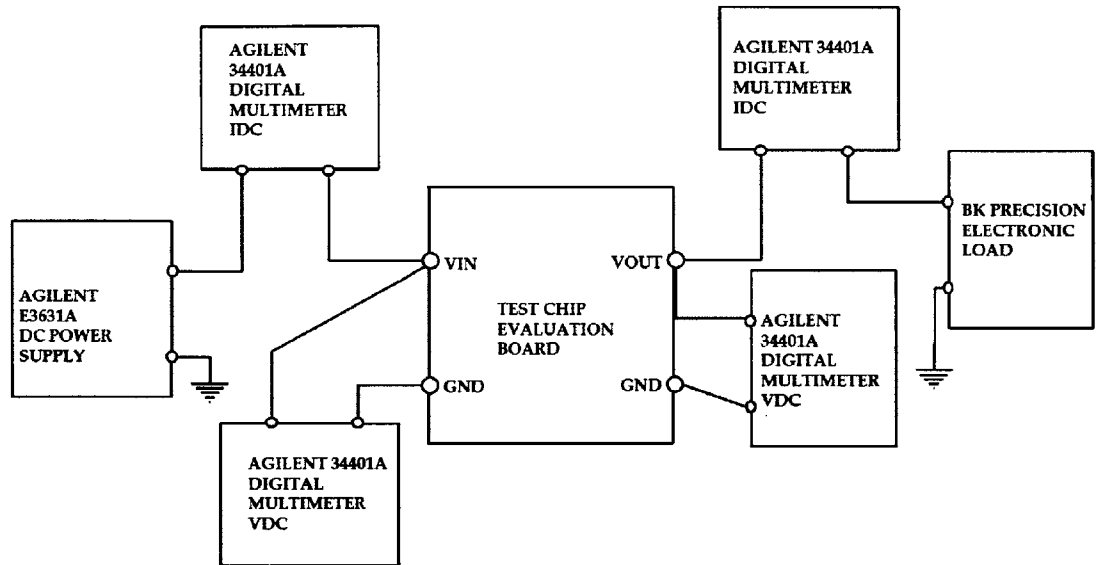 AGILENT
34401A
DIGITAL
MULTIMETER
IDC
AGILENT 34401A
DIGITAL
MULTIMETER
IDC
BK PRECISION
ELECTRONIC
LOAD
AGILENT
E3631A
DC POWER
SUPPLY
VIN
VOUT
TEST CHIP
EVALUATION
BOARD
GND
GND
AGILENT
34401A
DIGITAL
MULTIMETER
VDC
AGILENT 34401A
DIGITAL
MULTIMETER
VDC